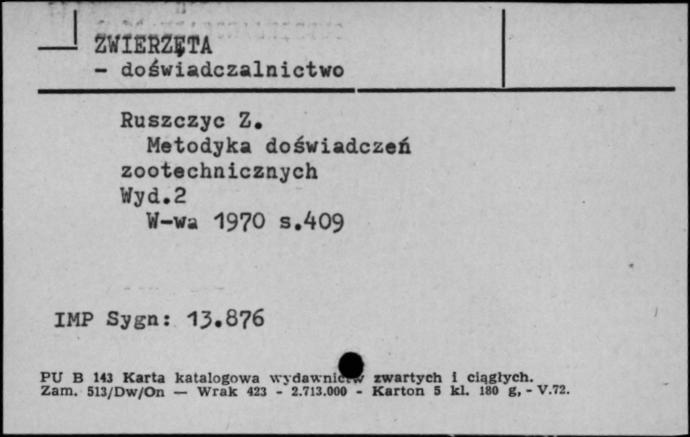 ZWIERZĘTA
- doświadczalnictwo
Ruszczyc Z.
Metodyka doświadczeń
zootechnicznych
Wyd.2
W-wa 1970 s.409
IMP Sygn: 13.876
PU B 143 Karta katalogowa wydawnictw zwartych i ciągłych.
Zam. 513/Dw/On — Wrak 423 - 2.713.000 - Karton 5 kl. 180 g, - V.72.